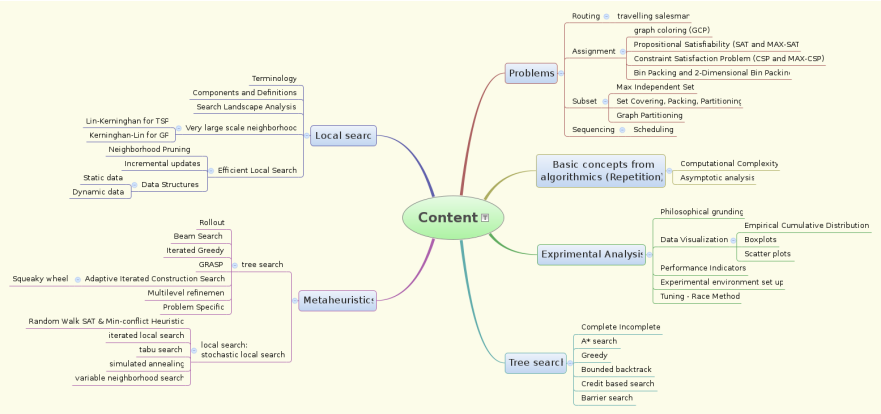 Content
Problems
Routing
travelling salesmar
Assignment
graph coloring (GCP)
Propositional Satisfiability (SAT and MAX-SAT
Constraint Satisfaction Problem (CSP and MAX-CSP)
Bin Packing and 2-Dimensional Bin Packin
Subset
Max Independent Set
Set Covering, Packing, Partitioning
Graph Partitioning
Sequencing
Scheduling
Basic concepts from
algorithmics (Repetition)
Computational Complexity
Asymptotic analysis
Exprimental Analysis
Philosophical grunding
Data Visualization
Empirical Cumulative Distribution
Boxplots
Scatter plots
Performance Indicators
Experimental environment set up
Tuning - Race Method
Tree search
Complete Incomplete
A* search
Greedy
Bounded backtrack
Credit based search
Barrier search
Local searc
Terminology
Components and Definitions
Search Landscape Analysis
Very large scale neighborhooc
Lin-Kerninghan for TSF
Kerninghan-Lin for GF
Efficient Local Search
Neighborhood Pruning
Incremental updates
Data Structures
Static data
Dynamic data
Metaheuristics
tree search
Rollout
Beam Search
Iterated Greedy
GRASP
Adaptive Iterated Construction Search
Squeaky wheel
Multilevel refinemen
Problem Specific
local search:
stochastic local search
Random Walk SAT & Min-conflict Heuristic
iterated local search
tabu search
simulated annealing
variable neighborhood search